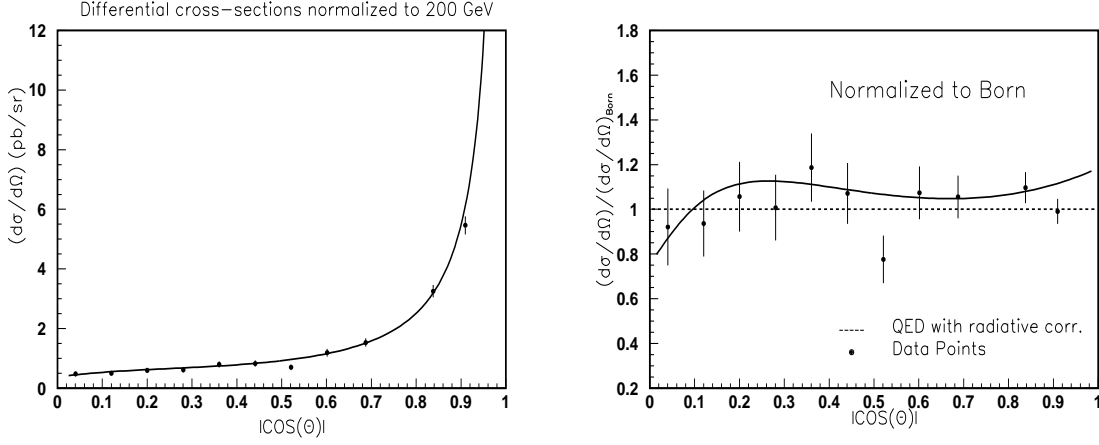 Differential cross-sections normalized to 200 GeV
(dσ/dΩ) (pb/sr)
12
10
8
6
4
2
0
0 0.1 0.2 0.3 0.4 0.5 0.6 0.7 0.8 0.9 1
|COS(Θ)|
(dσ/dΩ)/(dσ/dΩ)Born
1.8
1.6
1.4
1.2
1
0.8
0.6
0.4
0.2
Normalized to Born
QED with radiative corr.
Data Points
0 0.1 0.2 0.3 0.4 0.5 0.6 0.7 0.8 0.9 1
|COS(Θ)|